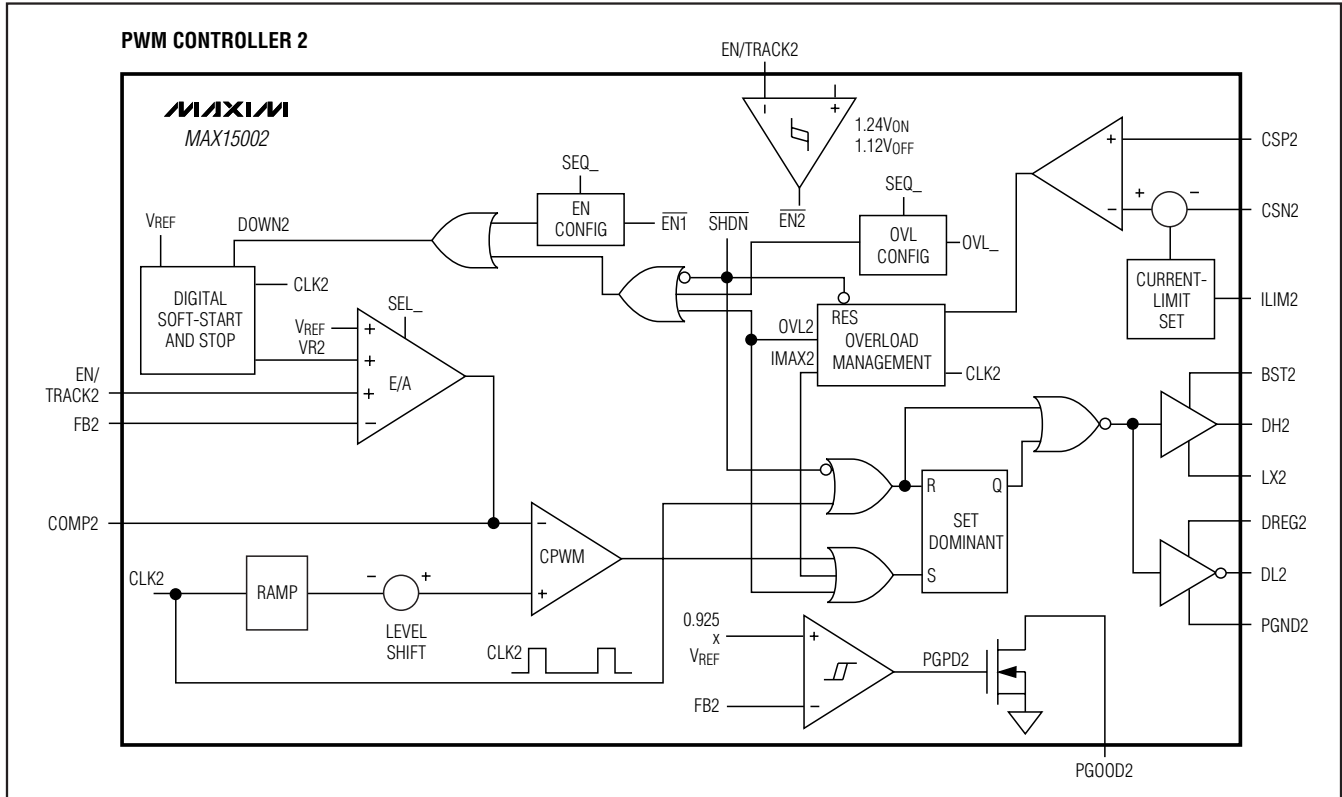 PWM CONTROLLER 2
EN/TRACK2
MAXIM
MAX15002
1.24VON
1.12VOFF
CSP2
CSN2
ILIM2
CURRENT-
LIMIT
SET
SEQ_
EN
CONFIG
EN1
SHDN
EN2
SEQ_
OVL
CONFIG
OVL_
VREF
DOWN2
DIGITAL
SOFT-START
AND STOP
CLK2
SEL_
VREF
VR2
E/A
EN/
TRACK2
FB2
OVL2
IMAX2
RES
OVERLOAD
MANAGEMENT
CLK2
BST2
DH2
LX2
R
Q
SET
DOMINANT
S
DREG2
DL2
PGND2
COMP2
CPWM
CLK2
RAMP
LEVEL
SHIFT
CLK2
0.925
x
VREF
FB2
PGPD2
PGOOD2